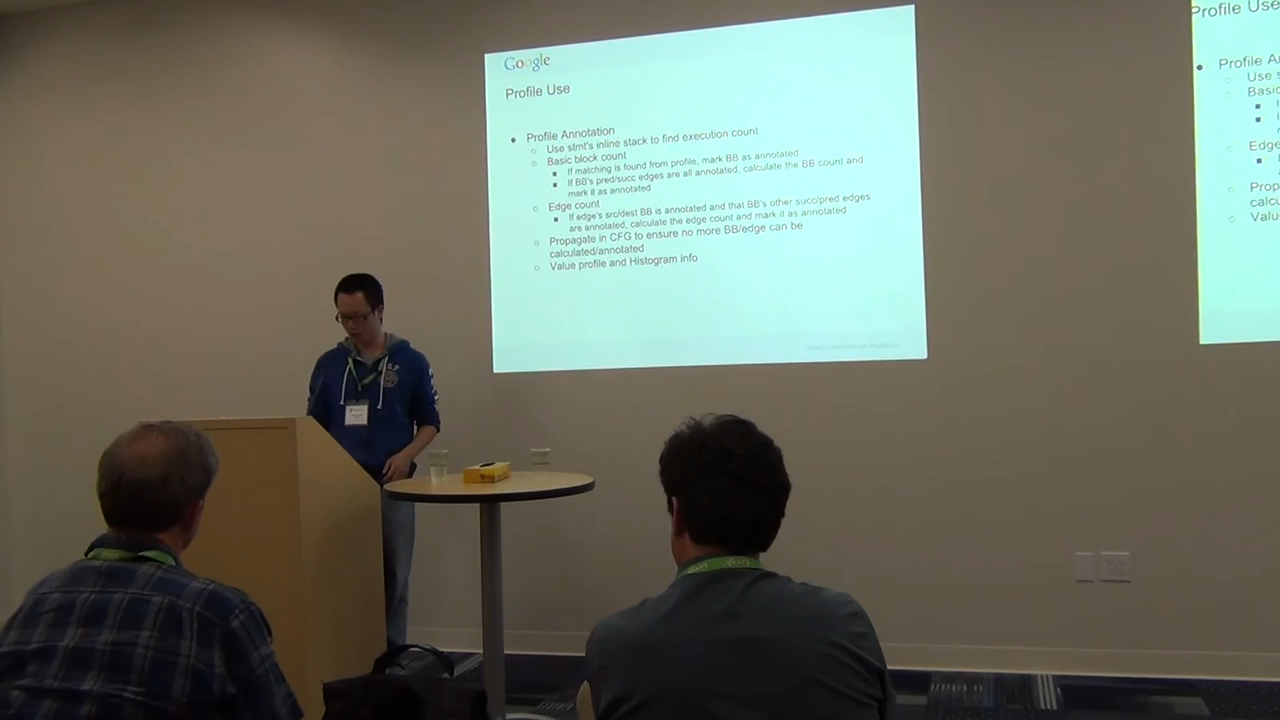 Google
Profile Use
Profile Annotation
Use stmt's inline stack to find execution count
Basic block count
If matching is found from profile, mark BB as annotated
If BB's pred/succ edges are all annotated, calculate the BB count and
mark it as annotated
Edge count
If edge's src/dest BB is annotated and that BB's other succ/pred edges
are annotated, calculate the edge count and mark it as annotated
Propagate in CFG to ensure no more BB/edge can be
calculated/annotated
Value profile and Histogram info
Profile Use
Profile A
Use s
Basic
Edge
Prop
calcu
Valu